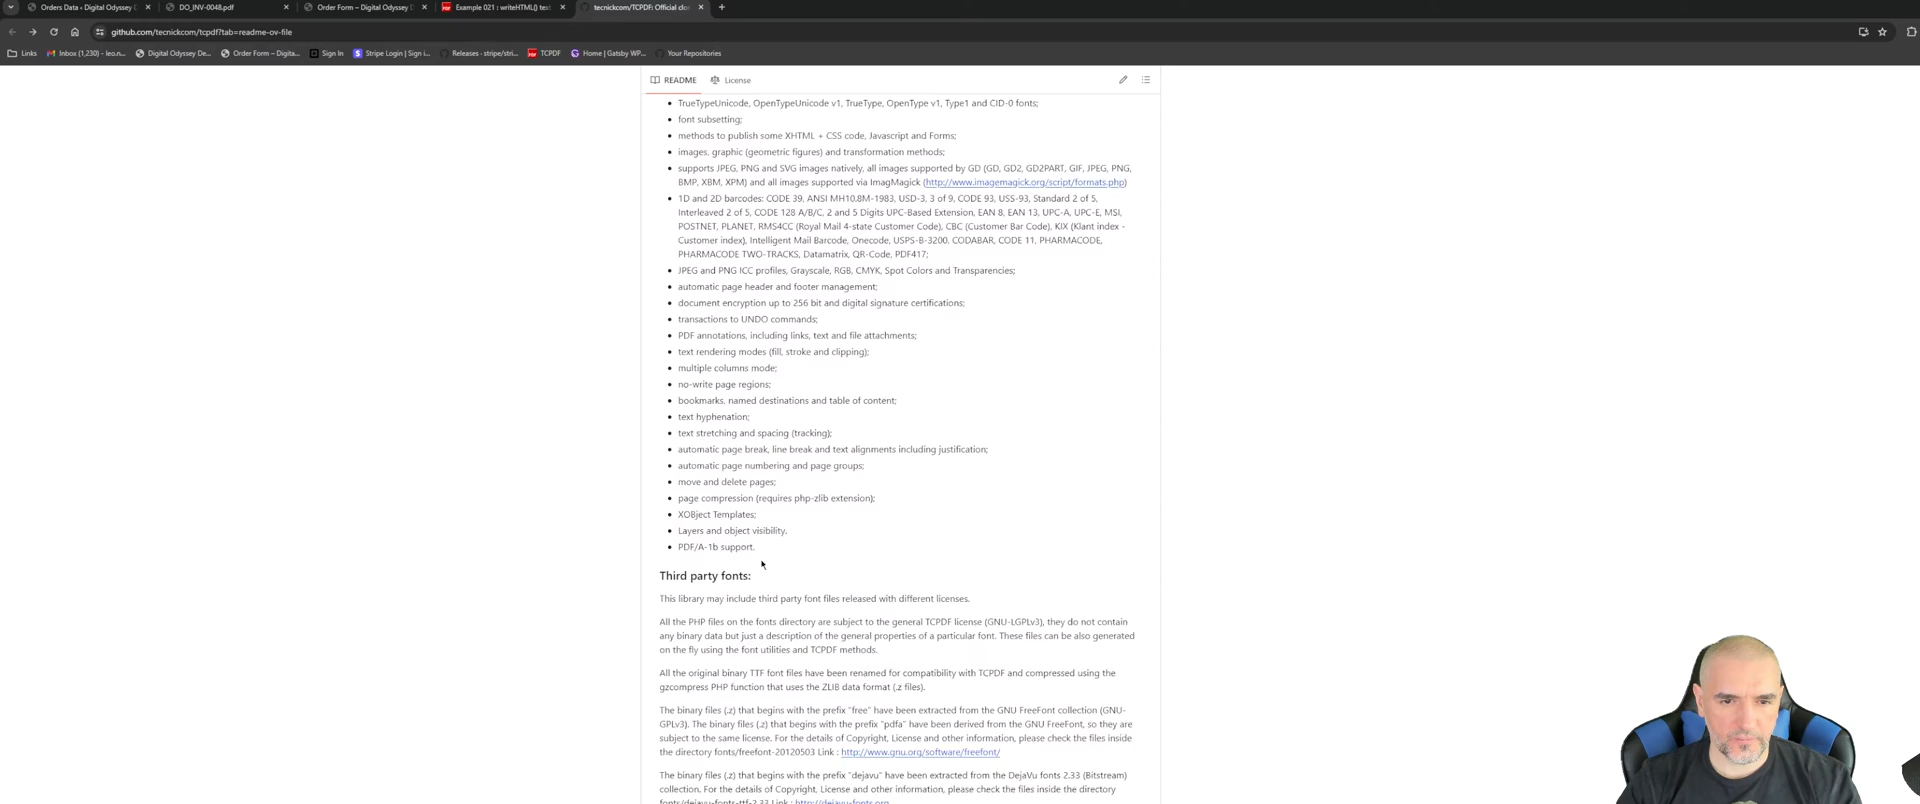 Orders Data ‹ Digital Odyssey D
DO_INV-0048.pdf
Order Form – Digital Odyssey D
Example 021 : writeHTML() text
tecnickcom/TCPDF: Official clo
github.com/tecnickcom/tcpdf?tab=readme-ov-file
Links
Inbox (1,230) - leo.n...
Digital Odyssey De...
Order Form – Digita...
Sign In
Stripe Login | Sign i...
Releases · stripe/stri...
TCPDF
Home | Gatsby WP...
Your Repositories
README
License
• TrueTypeUnicode, OpenTypeUnicode v1, TrueType, OpenType v1, Type1 and CID-0 fonts;
• font subsetting;
• methods to publish some XHTML + CSS code, Javascript and Forms;
• images, graphic (geometric figures) and transformation methods;
• supports JPEG, PNG and SVG images natively, all images supported by GD (GD, GD2, GD2PART, GIF, JPEG, PNG,
BMP, XBM, XPM) and all images supported via ImagMagick (http://www.imagemagick.org/script/formats.php)
• 1D and 2D barcodes: CODE 39, ANSI MH10.8M-1983, USD-3, 3 of 9, CODE 93, USS-93, Standard 2 of 5,
Interleaved 2 of 5, CODE 128 A/B/C, 2 and 5 Digits UPC-Based Extension, EAN 8, EAN 13, UPC-A, UPC-E, MSI,
POSTNET, PLANET, RMS4CC (Royal Mail 4-state Customer Code), CBC (Customer Bar Code), KIX (Klant index -
Customer index), Intelligent Mail Barcode, Onecode, USPS-B-3200, CODABAR, CODE 11, PHARMACODE,
PHARMACODE TWO-TRACKS, Datamatrix, QR-Code, PDF417;
• JPEG and PNG ICC profiles, Grayscale, RGB, CMYK, Spot Colors and Transparencies;
• automatic page header and footer management;
• document encryption up to 256 bit and digital signature certifications;
• transactions to UNDO commands;
• PDF annotations, including links, text and file attachments;
• text rendering modes (fill, stroke and clipping);
• multiple columns mode;
• no-write page regions;
• bookmarks, named destinations and table of content;
• text hyphenation;
• text stretching and spacing (tracking);
• automatic page break, line break and text alignments including justification;
• automatic page numbering and page groups;
• move and delete pages;
• page compression (requires php-zlib extension);
• XOBject Templates;
• Layers and object visibility.
• PDF/A-1b support.
Third party fonts:
This library may include third party font files released with different licenses.
All the PHP files on the fonts directory are subject to the general TCPDF license (GNU-LGPLv3), they do not contain
any binary data but just a description of the general properties of a particular font. These files can be also generated
on the fly using the font utilities and TCPDF methods.
All the original binary TTF font files have been renamed for compatibility with TCPDF and compressed using the
gzcompress PHP function that uses the ZLIB data format (.z files).
The binary files (.z) that begins with the prefix "free" have been extracted from the GNU FreeFont collection (GNU-
GPLv3). The binary files (.z) that begins with the prefix "pdfa" have been derived from the GNU FreeFont, so they are
subject to the same license. For the details of Copyright, License and other information, please check the files inside
the directory fonts/freefont-20120503 Link : http://www.gnu.org/software/freefont/
The binary files (.z) that begins with the prefix "dejavu" have been extracted from the DejaVu fonts 2.33 (Bitstream)
collection. For the details of Copyright, License and other information, please check the files inside the directory
fonts/dejavu-fonts-ttf-2.33 Link : http://dejavu-fonts.org